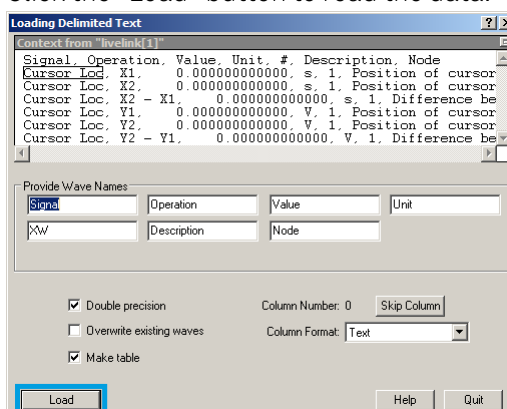 Click the "Load" button to read the data.
Loading Delimited Text
Context from "livelink[1]"
Signal, Operation, Value, Unit, #, Description, Node
Cursor Loc, X1, 0.000000000000, s, 1, Position of cursor
Cursor Loc, X2, 0.000000000000, s, 1, Position of cursor
Cursor Loc, X2 - X1, 0.000000000000, s, 1, Difference be
Cursor Loc, Y1, 0.000000000000, V, 1, Position of cursor
Cursor Loc, Y2, 0.000000000000, V, 1, Position of cursor
Cursor Loc, Y2 - Y1, 0.000000000000, V, 1, Difference be
Provide Wave Names
Signal Operation Value Unit
XW Description Node
Double precision Column Number: 0 Skip Column
Overwrite existing waves Column Format: Text
Make table
Load Help Quit